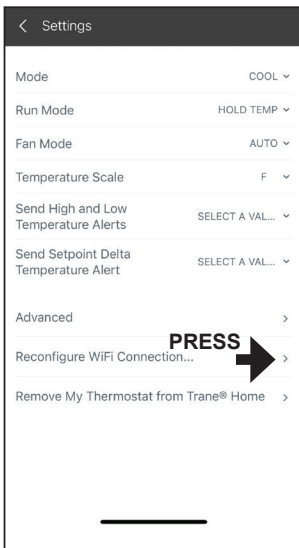 Settings
Mode COOL
Run Mode HOLD TEMP
Fan Mode AUTO
Temperature Scale F
Send High and Low
Temperature Alerts SELECT A VAL...
Send Setpoint Delta
Temperature Alert SELECT A VAL...
Advanced
PRESS
Reconfigure WiFi Connection...
Remove My Thermostat from Trane® Home